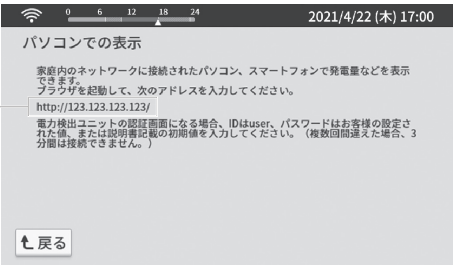 0 6 12 18 24 2021/4/22 (木) 17:00
パソコンでの表示
家庭内のネットワークに接続されたパソコン、スマートフォンで発電量などを表示
できます。
ブラウザを起動して、次のアドレスを入力してください。
http://123.123.123.123/
電力検出ユニットの認証画面になる場合、IDはuser、パスワードはお客様の設定さ
れた値、または説明書記載の初期値を入力してください。（複数回間違えた場合、3
分間は接続できません。）
戻る